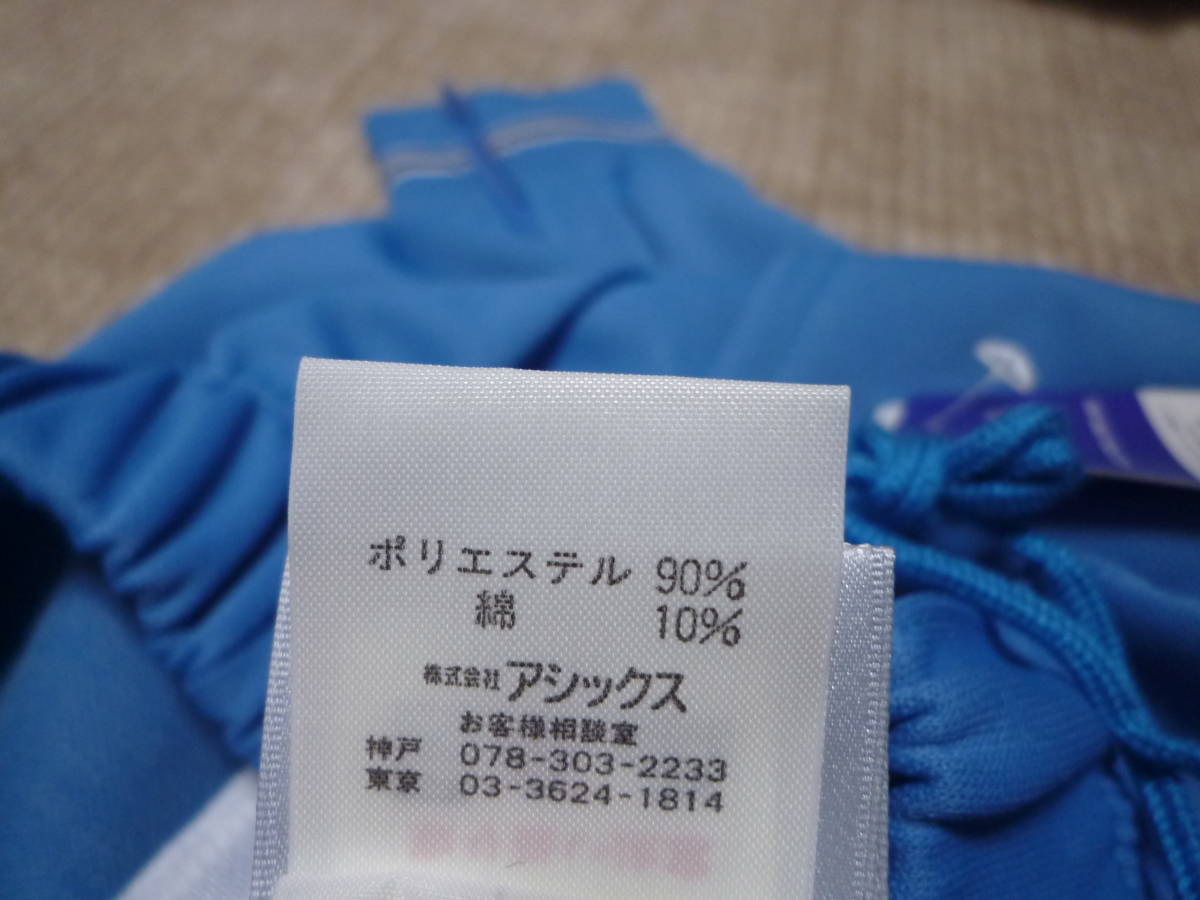 ポリエステル 90%
綿 10%
株式会社 アシックス
お客様相談室
神戸 078-303-2233
東京 03-3624-1814